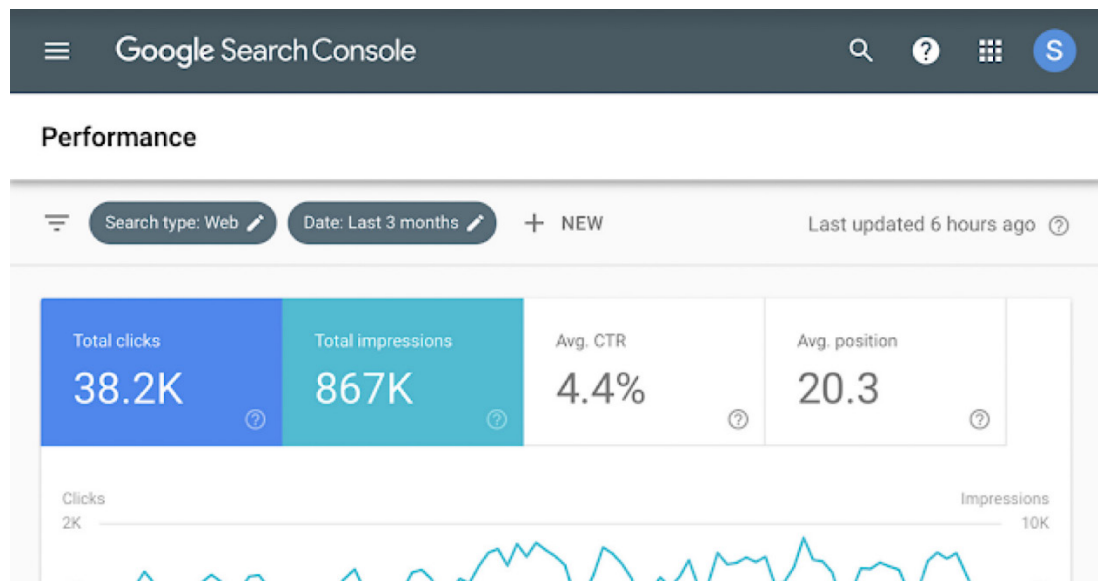 Google Search Console
S
Performance
Search type: Web
Date: Last 3 months
+ NEW
Last updated 6 hours ago
Total clicks
38.2K
Total impressions
867K
Avg. CTR
4.4%
Avg. position
20.3
Clicks
Impressions
2K
10K